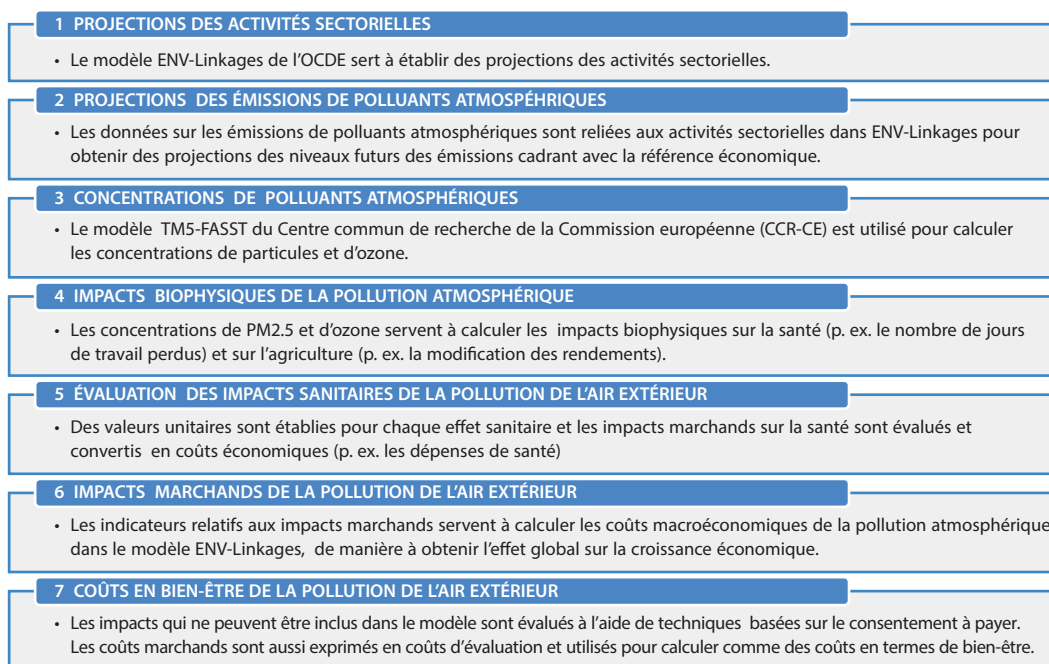 1 PROJECTIONS DES ACTIVITÉS SECTORIELLES
• Le modèle ENV-Linkages de l'OCDE sert à établir des projections des activités sectorielles.
2 PROJECTIONS DES ÉMISSIONS DE POLLUANTS ATMOSPÉHRIQUES
• Les données sur les émissions de polluants atmosphériques sont reliées aux activités sectorielles dans ENV-Linkages pour
obtenir des projections des niveaux futurs des émissions cadrant avec la référence économique.
3 CONCENTRATIONS DE POLLUANTS ATMOSPHÉRIQUES
• Le modèle TM5-FASST du Centre commun de recherche de la Commission européenne (CCR-CE) est utilisé pour calculer
les concentrations de particules et d'ozone.
4 IMPACTS BIOPHYSIQUES DE LA POLLUTION ATMOSPHÉRIQUE
• Les concentrations de PM2.5 et d'ozone servent à calculer les impacts biophysiques sur la santé (p. ex. le nombre de jours
de travail perdus) et sur l'agriculture (p. ex. la modification des rendements).
5 ÉVALUATION DES IMPACTS SANITAIRES DE LA POLLUTION DE L'AIR EXTÉRIEUR
• Des valeurs unitaires sont établies pour chaque effet sanitaire et les impacts marchands sur la santé sont évalués et
convertis en coûts économiques (p. ex. les dépenses de santé)
6 IMPACTS MARCHANDS DE LA POLLUTION DE L'AIR EXTÉRIEUR
• Les indicateurs relatifs aux impacts marchands servent à calculer les coûts macroéconomiques de la pollution atmosphérique
dans le modèle ENV-Linkages, de manière à obtenir l'effet global sur la croissance économique.
7 COÛTS EN BIEN-ÊTRE DE LA POLLUTION DE L'AIR EXTÉRIEUR
• Les impacts qui ne peuvent être inclus dans le modèle sont évalués à l'aide de techniques basées sur le consentement à payer.
Les coûts marchands sont aussi exprimés en coûts d'évaluation et utilisés pour calculer comme des coûts en termes de bien-être.